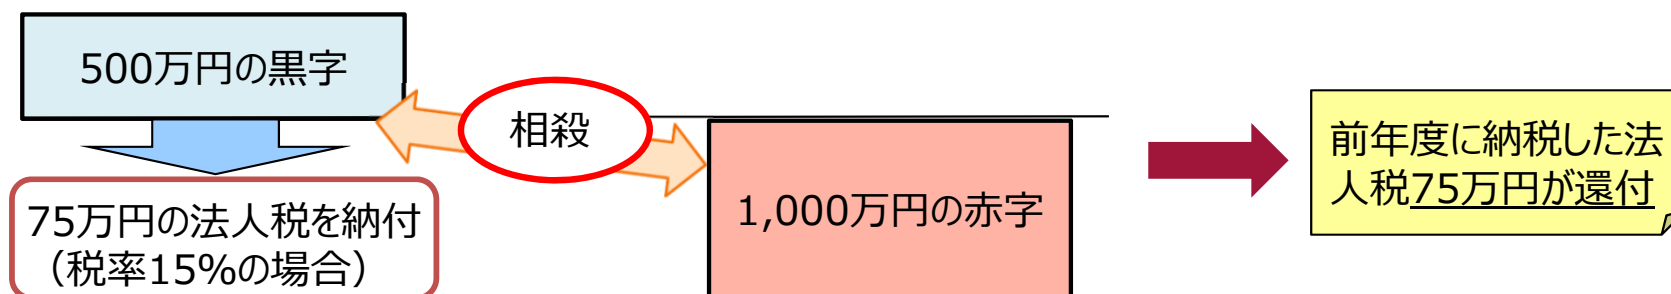 500万円の黒字
相殺
75万円の法人税を納付
（税率15%の場合）
1,000万円の赤字
前年度に納税した法
人税75万円が還付